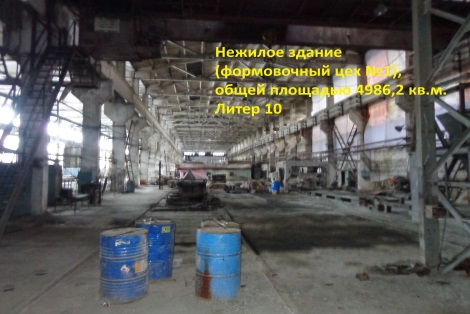 Нежилое здание
(формовочный цех №1),
общей площадью 4986,2 кв.м.
Литер 10